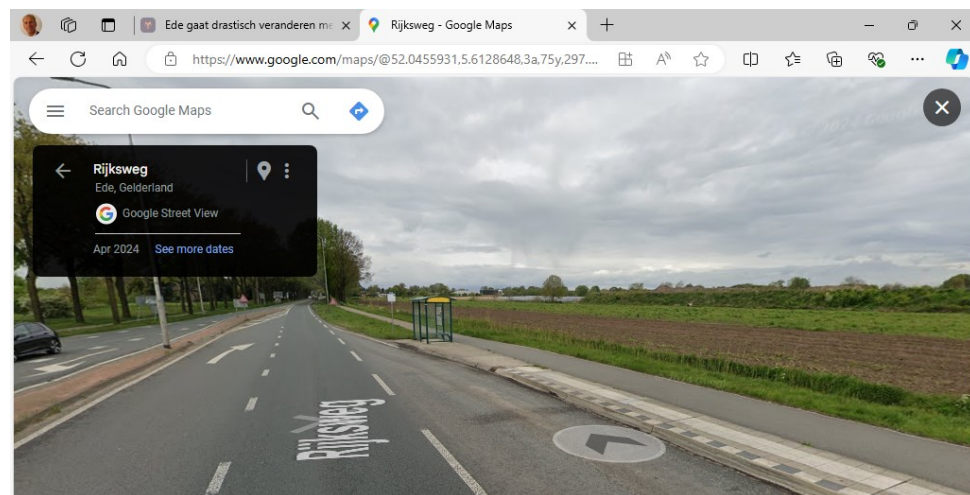 Ede gaat drastisch veranderen me
Rijksweg - Google Maps
https://www.google.com/maps/@52.0455931,5.6128648,3a,75y,297....
Search Google Maps
Rijksweg
Ede, Gelderland
Google Street View
Apr 2024 See more dates
Rijksweg